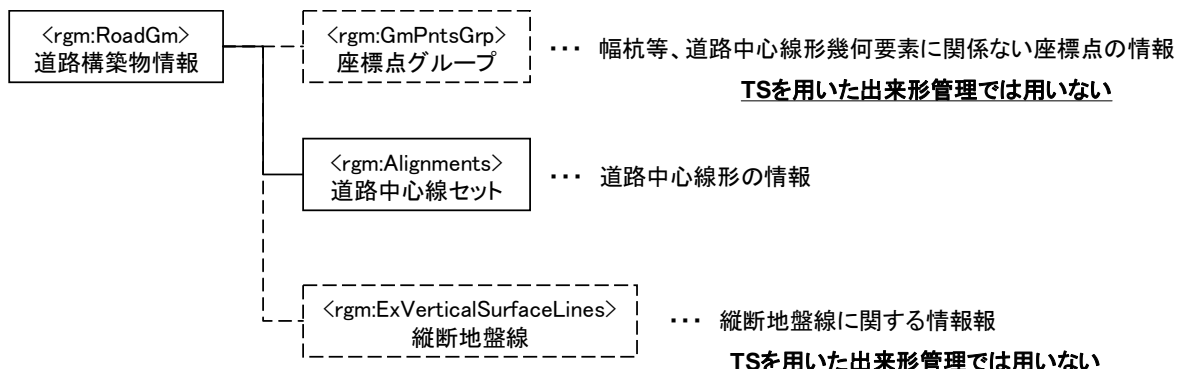 <rgm:RoadGm>
道路構築物情報
<rgm:GmPntsGrp>
座標点グループ
・・・ 幅杭等、道路中心線形幾何要素に関係ない座標点の情報
TSを用いた出来形管理では用いない
<rgm:Alignments>
道路中心線セット
・・・ 道路中心線形の情報
<rgm:ExVerticalSurfaceLines>
縦断地盤線
・・・ 縦断地盤線に関する情報報
TSを用いた出来形管理では用いない